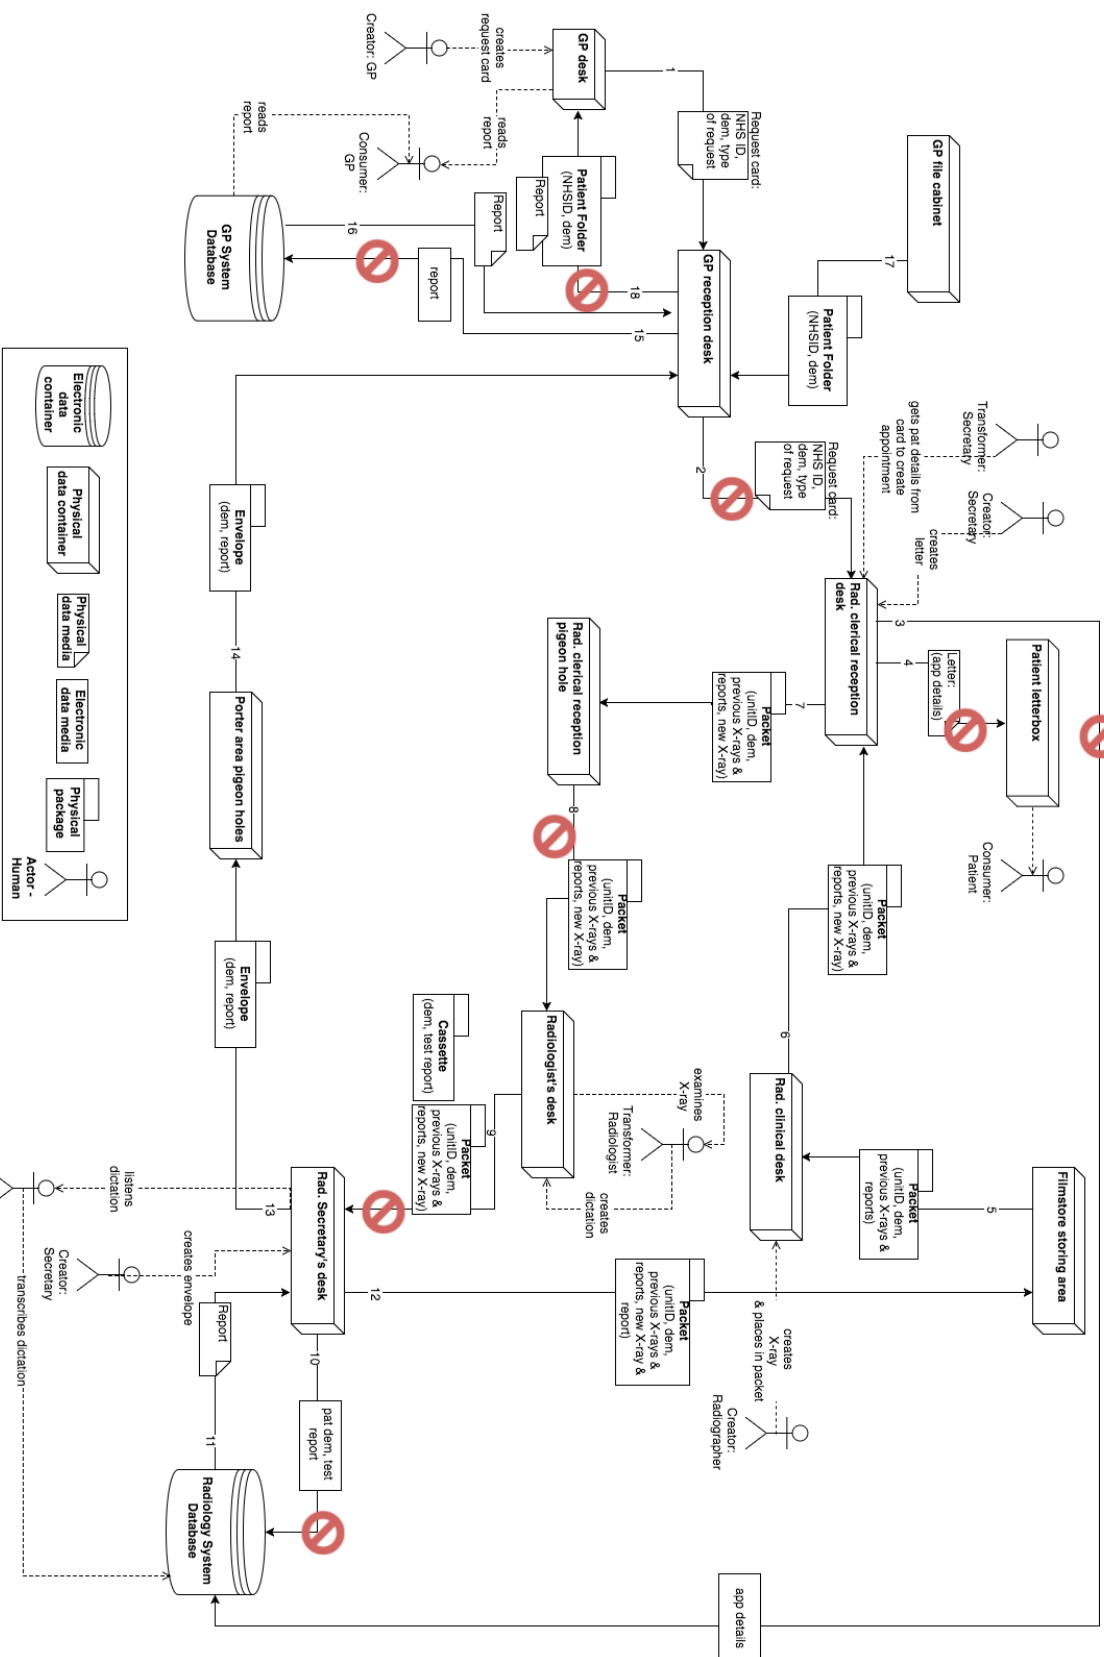 Creator: GP
creates
request card
GP desk
1
Request card:
NHS ID,
dem, type
of request
GP file cabinet
reads
report
Consumer:
GP
reads
report
Patient Folder
(NHSID, dem)
Report
Report
16
GP System
Database
report
18
15
GP reception desk
17
Patient Folder
(NHSID, dem)
2
Request card:
NHS ID,
dem, type
of request
Transformer:
Secretary
gets pat details from
card to create
appointment
Creator:
Secretary
creates
letter
Rad. clerical reception
desk
3
4
Letter:
(app details)
Patient letterbox
Consumer:
Patient
7
Packet
(unitID, dem,
previous X-rays &
reports, new X-ray)
Rad. clerical reception
pigeon hole
8
Packet
(unitID, dem,
previous X-rays &
reports, new X-ray)
Packet
(unitID, dem,
previous X-rays &
reports, new X-ray)
6
Envelope
(dem, report)
14
Porter area pigeon holes
Envelope
(dem, report)
Cassette
(dem, test report)
Packet
(unitID, dem,
previous X-rays &
reports, new X-ray)
9
Radiologist's desk
examines
X-ray
Transformer:
Radiologist
creates
dictation
Rad. clinical desk
Packet
(unitID, dem,
previous X-rays &
reports)
5
Filmstore storing area
creates
X-ray
& places in packet
Creator:
Radiographer
12
Packet
(unitID, dem,
previous X-rays &
reports, new X-ray &
report)
Rad. Secretary's desk
13
listens
dictation
Creator:
Secretary
creates envelope
transcribes dictation
Report
11
10
pat dem, test
report
Radiology System
Database
app details
Electronic
data
container
Physical
data container
Physical
data media
Electronic
data media
Physical
package
Actor -
Human